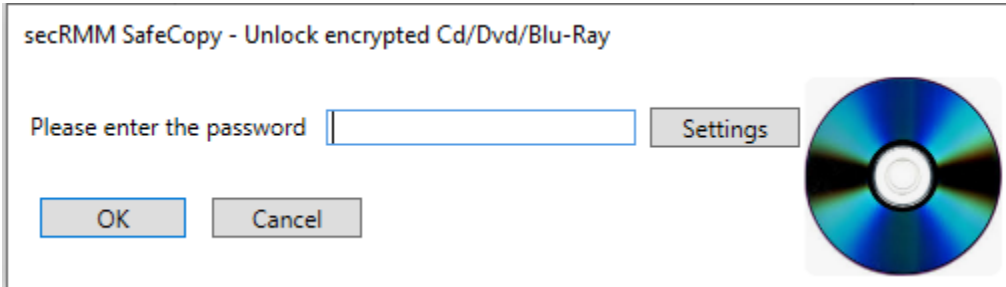 secRMM SafeCopy - Unlock encrypted Cd/Dvd/Blu-Ray
Please enter the password Settings
OK Cancel